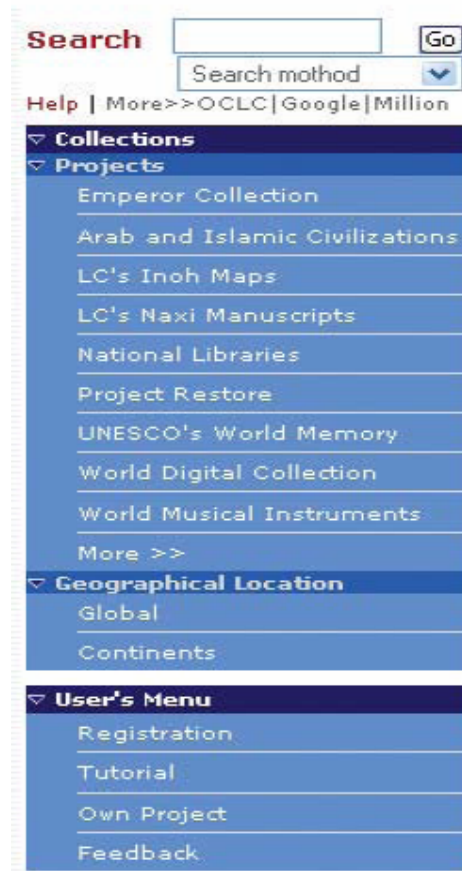 Search Go
Search mothod
Help | More>>OCLC|Google|Million
Collections
Projects
Emperor Collection
Arab and Islamic Civilizations
LC's Inoh Maps
LC's Naxi Manuscripts
National Libraries
Project Restore
UNESCO's World Memory
World Digital Collection
World Musical Instruments
More >>
Geographical Location
Global
Continents
User's Menu
Registration
Tutorial
Own Project
Feedback